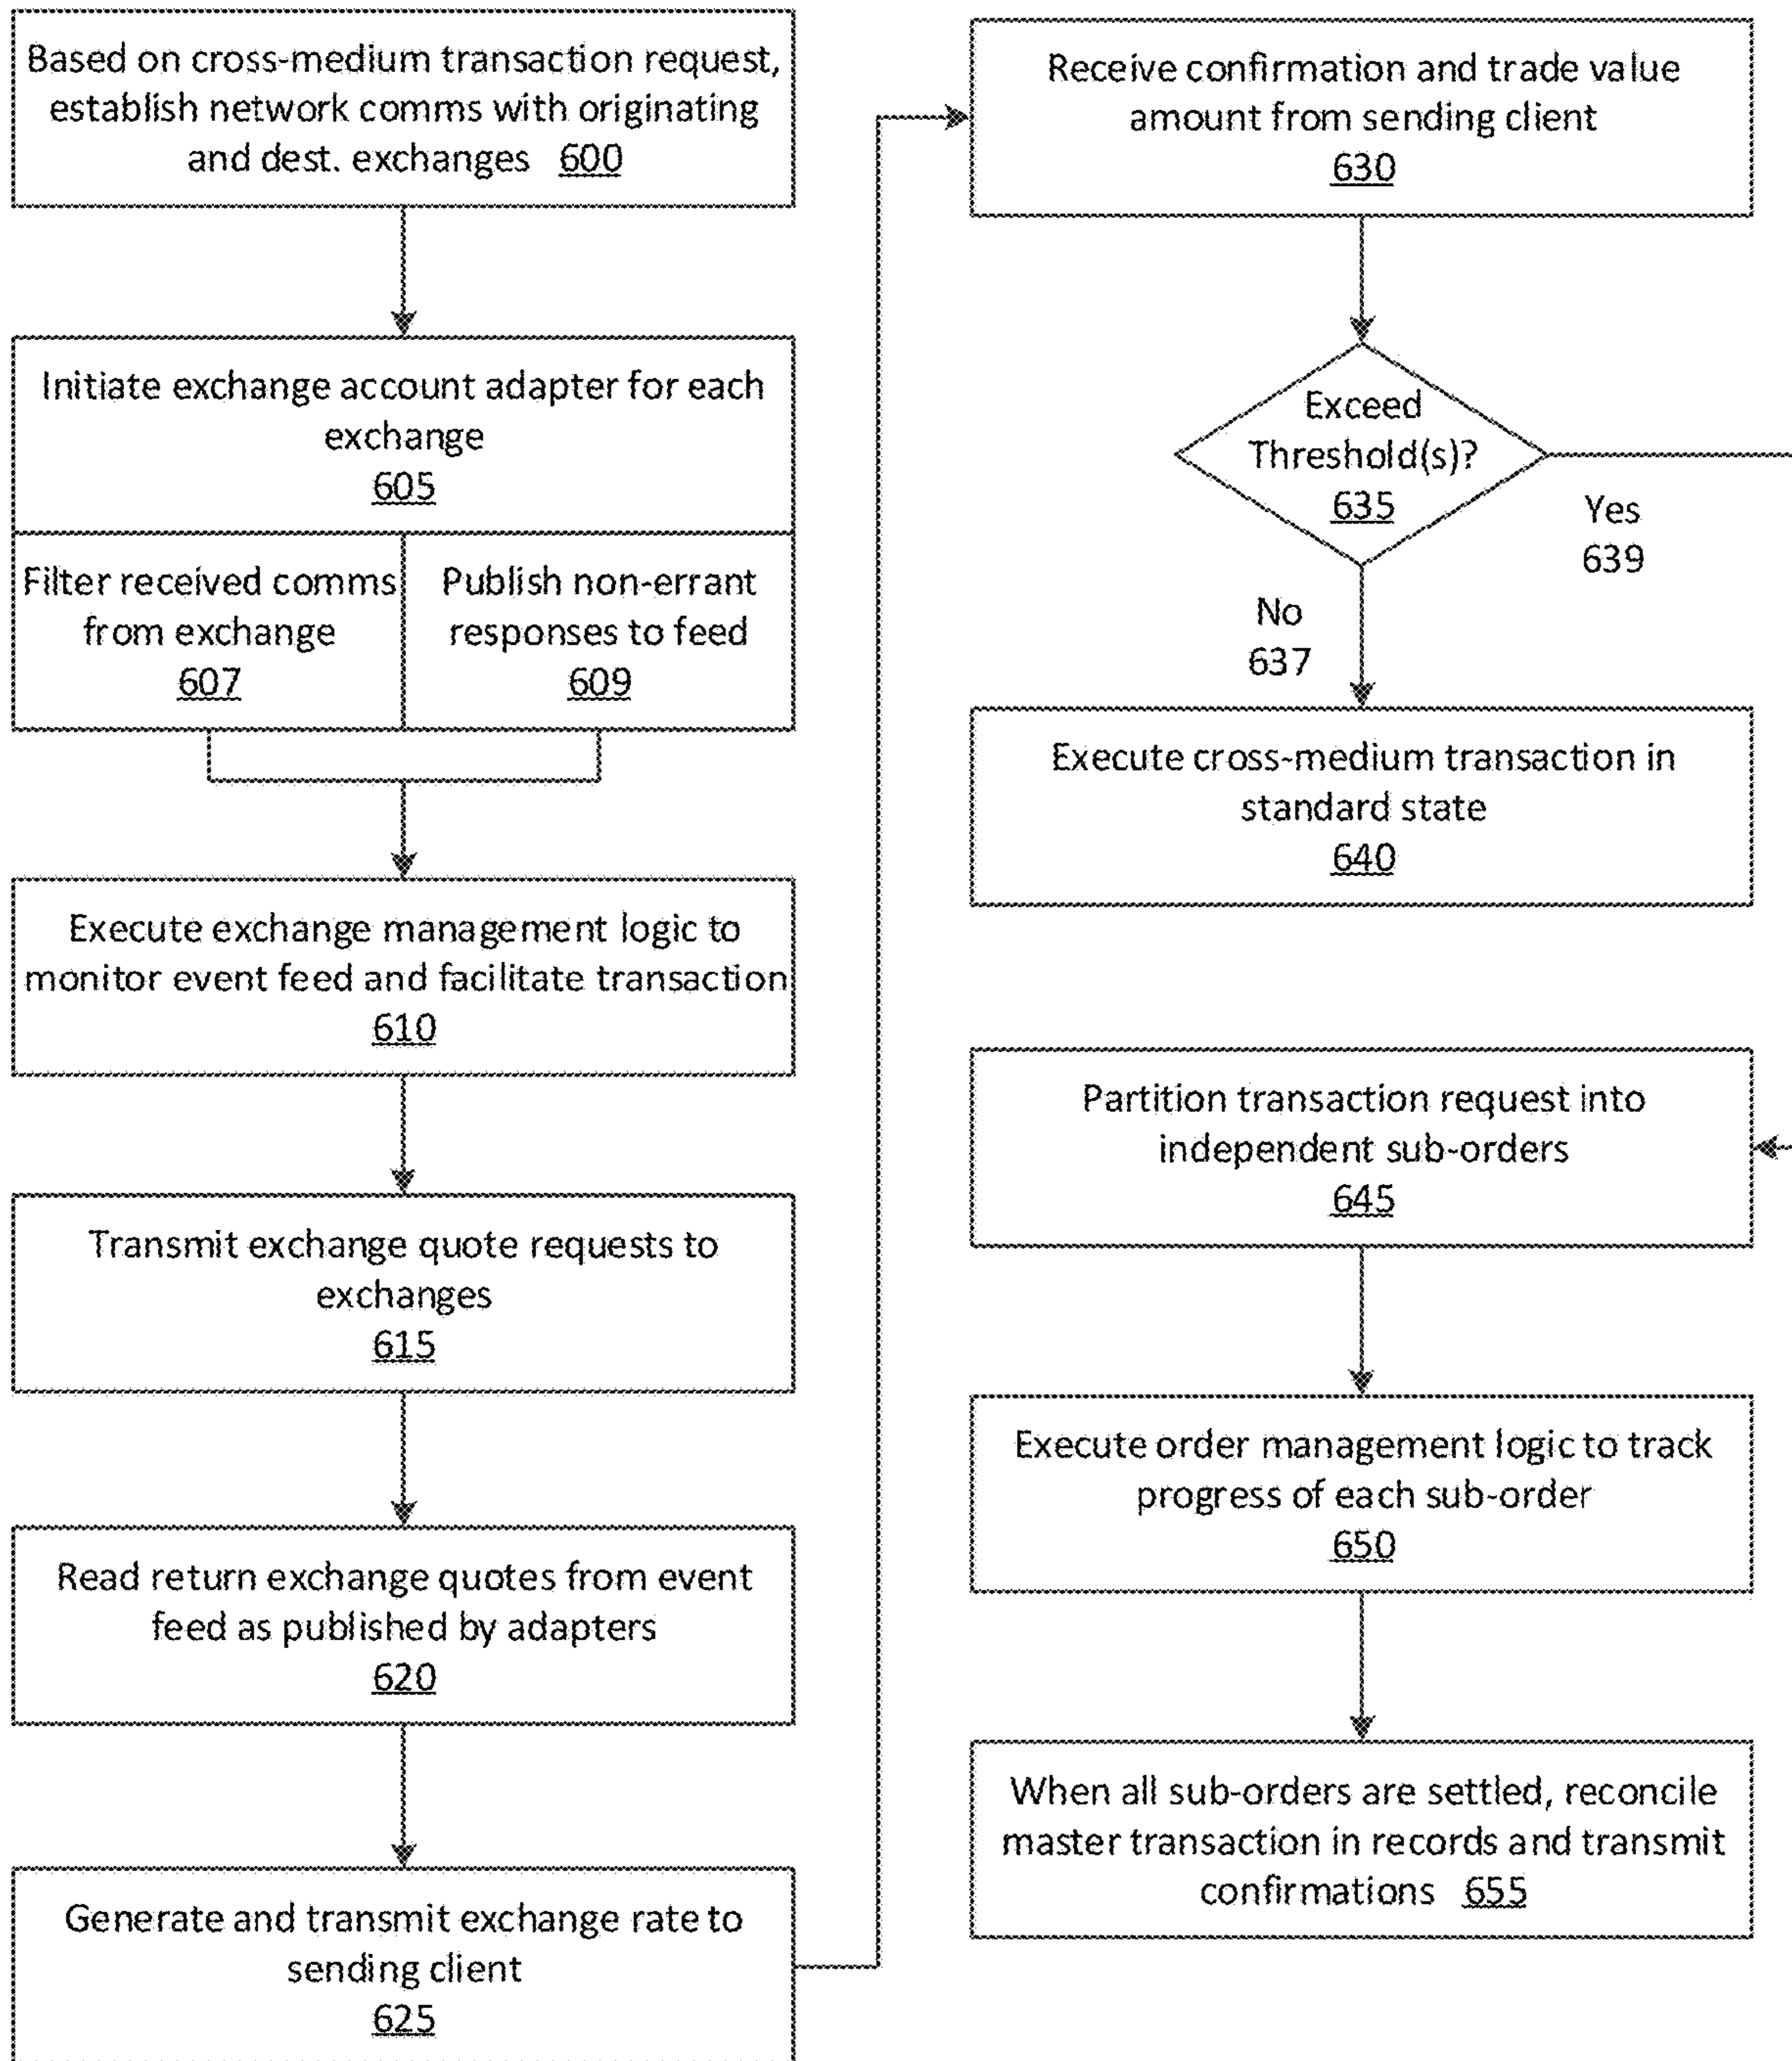 Based on cross-medium transaction request,
establish network comms with originating
and dest. exchanges 600
Initiate exchange account adapter for each
exchange
605
Filter received comms
from exchange
607
Publish non-errant
responses to feed
609
Execute exchange management logic to
monitor event feed and facilitate transaction
610
Transmit exchange quote requests to
exchanges
615
Read return exchange quotes from event
feed as published by adapters
620
Generate and transmit exchange rate to
sending client
625
Receive confirmation and trade value
amount from sending client
630
Exceed
Threshold(s)?
635
Yes
639
No
637
Execute cross-medium transaction in
standard state
640
Partition transaction request into
independent sub-orders
645
Execute order management logic to track
progress of each sub-order
650
When all sub-orders are settled, reconcile
master transaction in records and transmit
confirmations 655